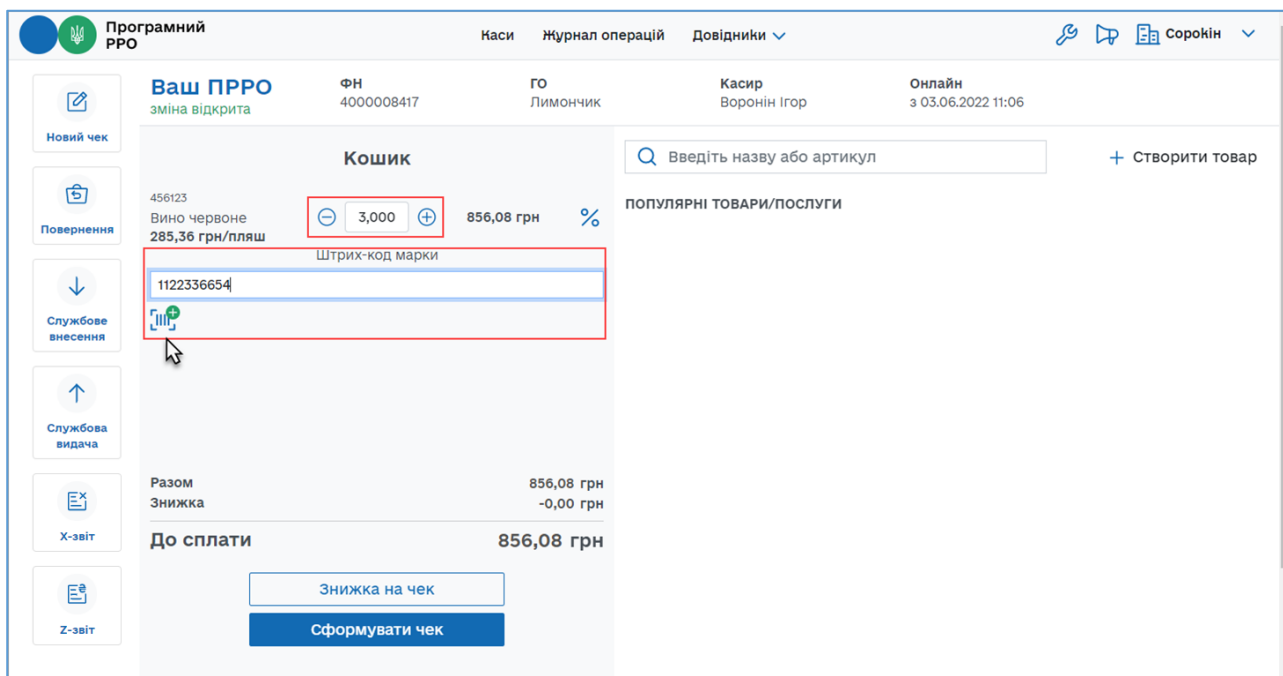 Програмний
РРО
Каси
Журнал операцій
Довідники
Сорокін
Новий чек
Повернення
Службове
внесення
Службова
видача
X-звіт
Z-звіт
Ваш ПРРО
зміна відкрита
ФН
4000008417
ГО
Лимончик
Касир
Воронін Ігор
Онлайн
з 03.06.2022 11:06
Кошик
456123
Вино червоне
285,36 грн/пляш
3,000
856,08 грн
%
Штрих-код марки
1122336654
Разом 856,08 грн
Знижка -0,00 грн
До сплати 856,08 грн
Знижка на чек
Сформувати чек
Введіть назву або артикул
+ Створити товар
ПОПУЛЯРНІ ТОВАРИ/ПОСЛУГИ